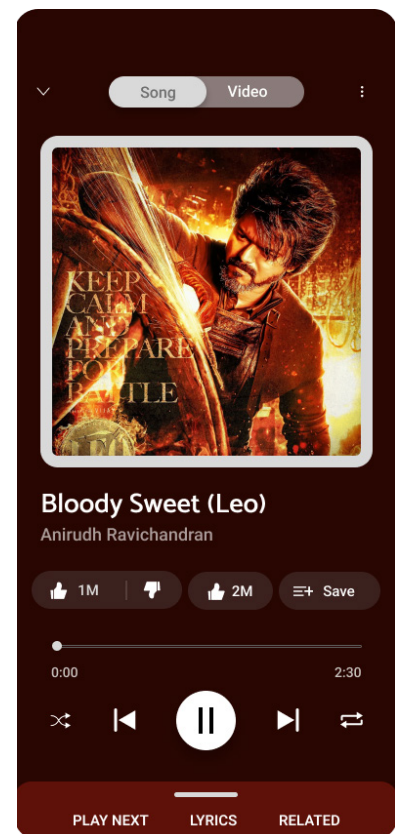 Song Video
KEEP
CALM
AND
PREPARE
FOR
BATTLE
LEO
Bloody Sweet (Leo)
Anirudh Ravichandran
1M 2M Save
0:00 2:30
PLAY NEXT LYRICS RELATED